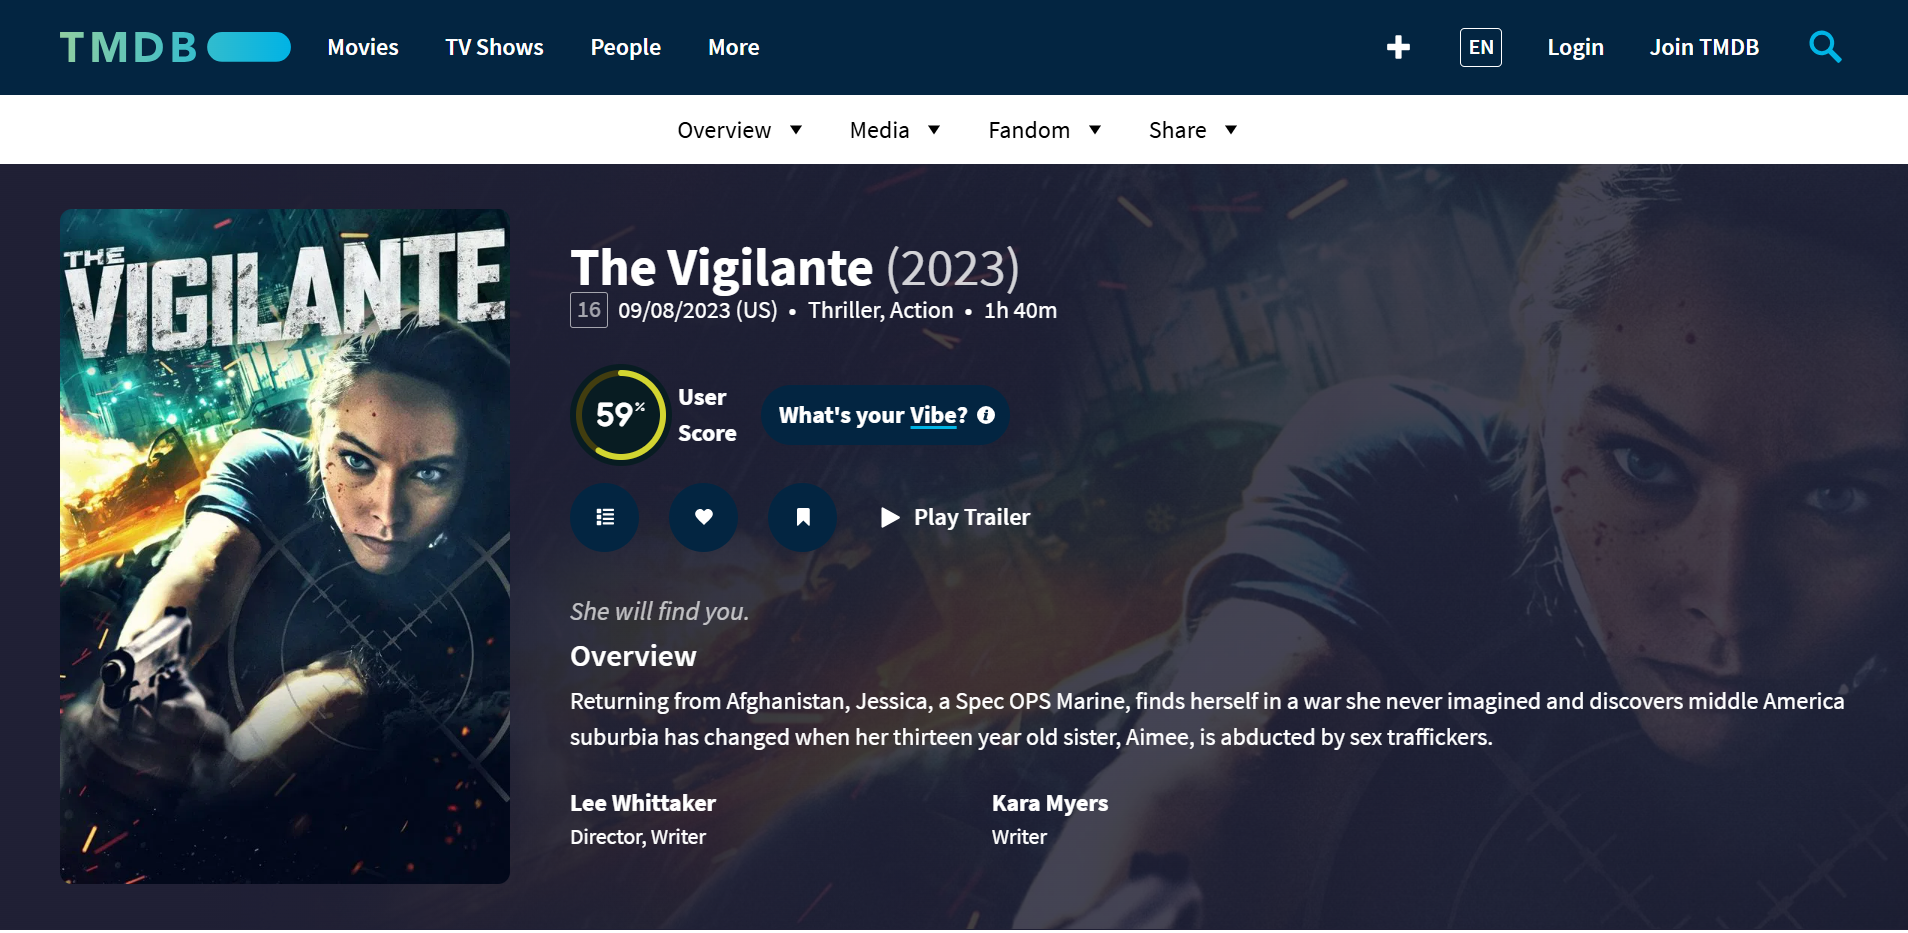 TMDB Movies TV Shows People More EN Login Join TMDB
Overview Media Fandom Share
THE
VIGILANTE
The Vigilante (2023)
16 09/08/2023 (US) • Thriller, Action • 1h 40m
59% User Score What's your Vibe?
Play Trailer
She will find you.
Overview
Returning from Afghanistan, Jessica, a Spec OPS Marine, finds herself in a war she never imagined and discovers middle America
suburbia has changed when her thirteen year old sister, Aimee, is abducted by sex traffickers.
Lee Whittaker Kara Myers
Director, Writer Writer